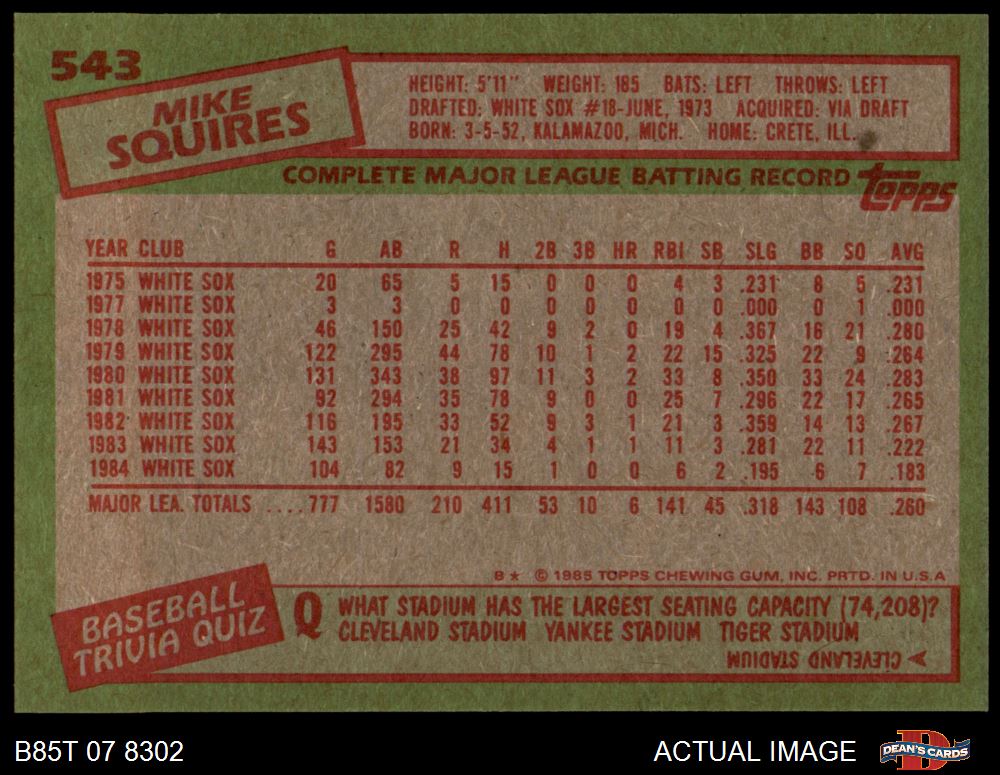 543
MIKE
SQUIRES
HEIGHT: 5'11" WEIGHT: 185 BATS: LEFT THROWS: LEFT
DRAFTED: WHITE SOX #18-JUNE, 1973 ACQUIRED: VIA DRAFT
BORN: 3-5-52, KALAMAZOO, MICH. HOME: CRETE, ILL.
COMPLETE MAJOR LEAGUE BATTING RECORD topps
YEAR CLUB G AB R H 2B 3B HR RBI SB SLG BB SO AVG
1975 WHITE SOX 20 65 5 15 0 0 0 4 3 .231 8 5 .231
1977 WHITE SOX 3 3 0 0 0 0 0 0 0 .000 0 1 .000
1978 WHITE SOX 46 150 25 42 9 2 0 19 4 .367 16 21 .280
1979 WHITE SOX 122 295 44 78 10 1 2 22 15 .325 22 9 .264
1980 WHITE SOX 131 343 38 97 11 3 2 33 8 .350 33 24 .283
1981 WHITE SOX 92 294 35 78 9 0 0 25 7 .296 22 17 .265
1982 WHITE SOX 116 195 33 52 9 3 1 21 3 .359 14 13 .267
1983 WHITE SOX 143 153 21 34 4 1 1 11 3 .281 22 11 .222
1984 WHITE SOX 104 82 9 15 1 0 0 6 2 .195 6 7 .183
MAJOR LEA. TOTALS ....777 1580 210 411 53 10 6 141 45 .318 143 108 .260
B★ © 1985 TOPPS CHEWING GUM, INC. PRTD. IN U.S.A
BASEBALL
TRIVIA QUIZ
Q WHAT STADIUM HAS THE LARGEST SEATING CAPACITY (74,208)?
CLEVELAND STADIUM YANKEE STADIUM TIGER STADIUM
CLEVELAND STADIUM
B85T 07 8302
ACTUAL IMAGE
D
DEAN'S CARDS